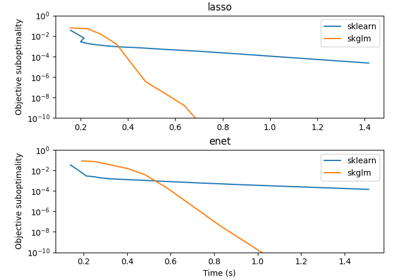 lasso
10^0
10^-2
10^-4
10^-6
10^-8
10^-10
Objective suboptimality
sklearn
skglm
0.2 0.4 0.6 0.8 1.0 1.2 1.4
enet
10^0
10^-2
10^-4
10^-6
10^-8
10^-10
Objective suboptimality
sklearn
skglm
0.2 0.4 0.6 0.8 1.0 1.2 1.4
Time (s)